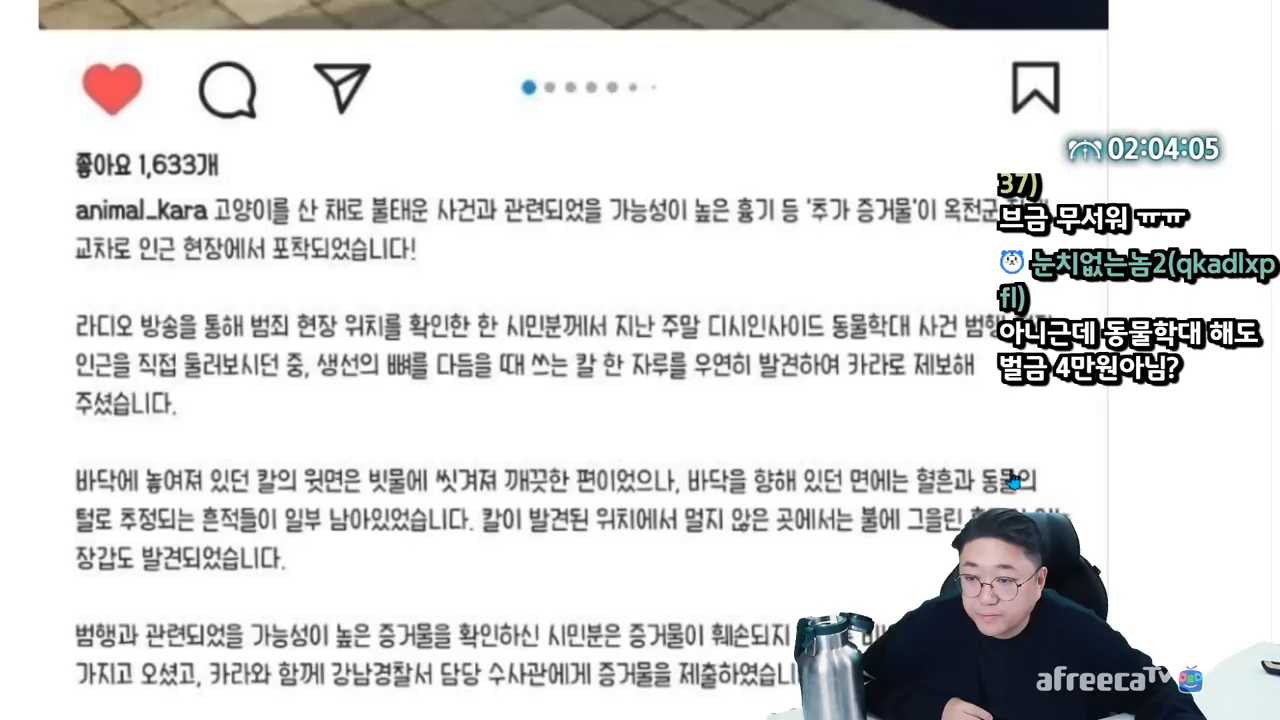 좋아요 1,633개
animal_kara 고양이를 산 채로 불태운 사건과 관련되었을 가능성이 높은 흉기 등 '추가 증거물'이 옥천군
교차로 인근 현장에서 포착되었습니다!
라디오 방송을 통해 범죄 현장 위치를 확인한 한 시민분께서 지난 주말 디시인사이드 동물학대 사건
인근을 직접 둘러보시던 중, 생선의 뼈를 다듬을 때 쓰는 칼 한 자루를 우연히 발견하여 카라로 제보해
주셨습니다.
바닥에 놓여져 있던 칼의 윗면은 빗물에 씻겨져 깨끗한 편이었으나, 바닥을 향해 있던 면에는 혈흔과 동물의
털로 추정되는 흔적들이 일부 남아있었습니다. 칼이 발견된 위치에서 멀지 않은 곳에서는 불에 그을린
장갑도 발견되었습니다.
범행과 관련되었을 가능성이 높은 증거물을 확인하신 시민분은 증거물이 훼손되지
가지고 오셨고, 카라와 함께 강남경찰서 담당 수사관에게 증거물을 제출하였습니
02:04:05
37)
브금 무서워 ㅠㅠ
눈치없는놈2(qkadlxp
fl)
아니근데 동물학대 해도
벌금 4만원아님?
afreecaTV